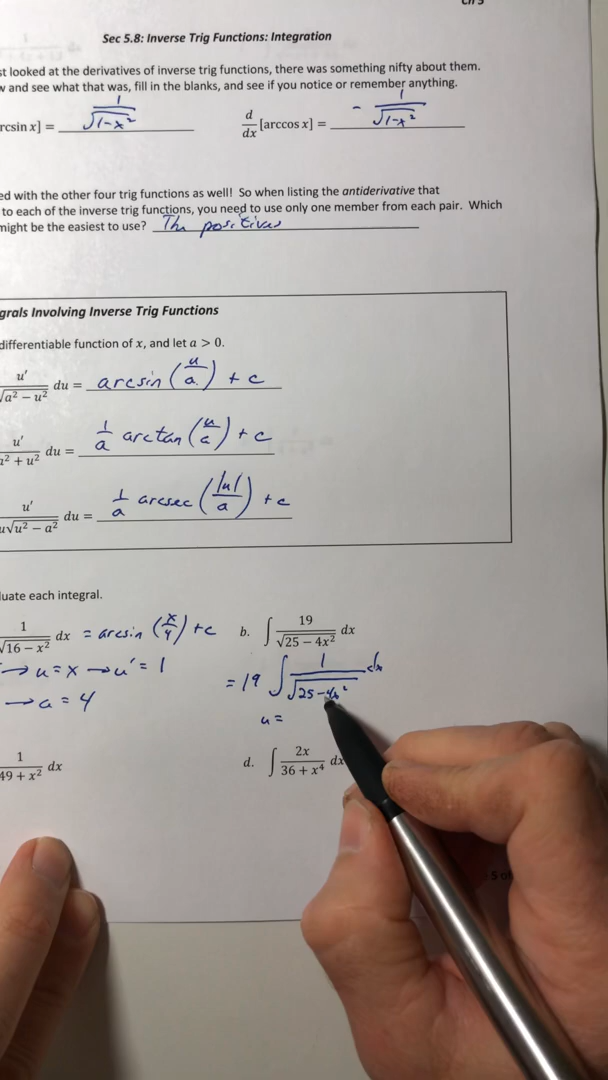 Sec 5.8: Inverse Trig Functions: Integration
st looked at the derivatives of inverse trig functions, there was something nifty about them.
w and see what that was, fill in the blanks, and see if you notice or remember anything.
rcsin x] = 1/√(1-x²) d/dx [arccos x] = - 1/√(1-x²)
ed with the other four trig functions as well! So when listing the antiderivative that
to each of the inverse trig functions, you need to use only one member from each pair. Which
might be the easiest to use? The positives
grals Involving Inverse Trig Functions
differentiable function of x, and let a > 0.
u'/√(a² − u²) du = arcsin (u/a) + c
u'/(a² + u²) du = 1/a arctan (u/a) + c
u'/(u√(u² − a²)) du = 1/a arcsec (|u|/a) + c
luate each integral.
1/√(16 − x²) dx = arcsin (x/4) + c b. ∫ 19/√(25 − 4x²) dx
→ u = x → u' = 1 = 19 ∫ 1/√(25 - 4x²) dx
→ a = 4 u =
1/(49 + x²) dx d. ∫ 2x/(36 + x⁴) dx